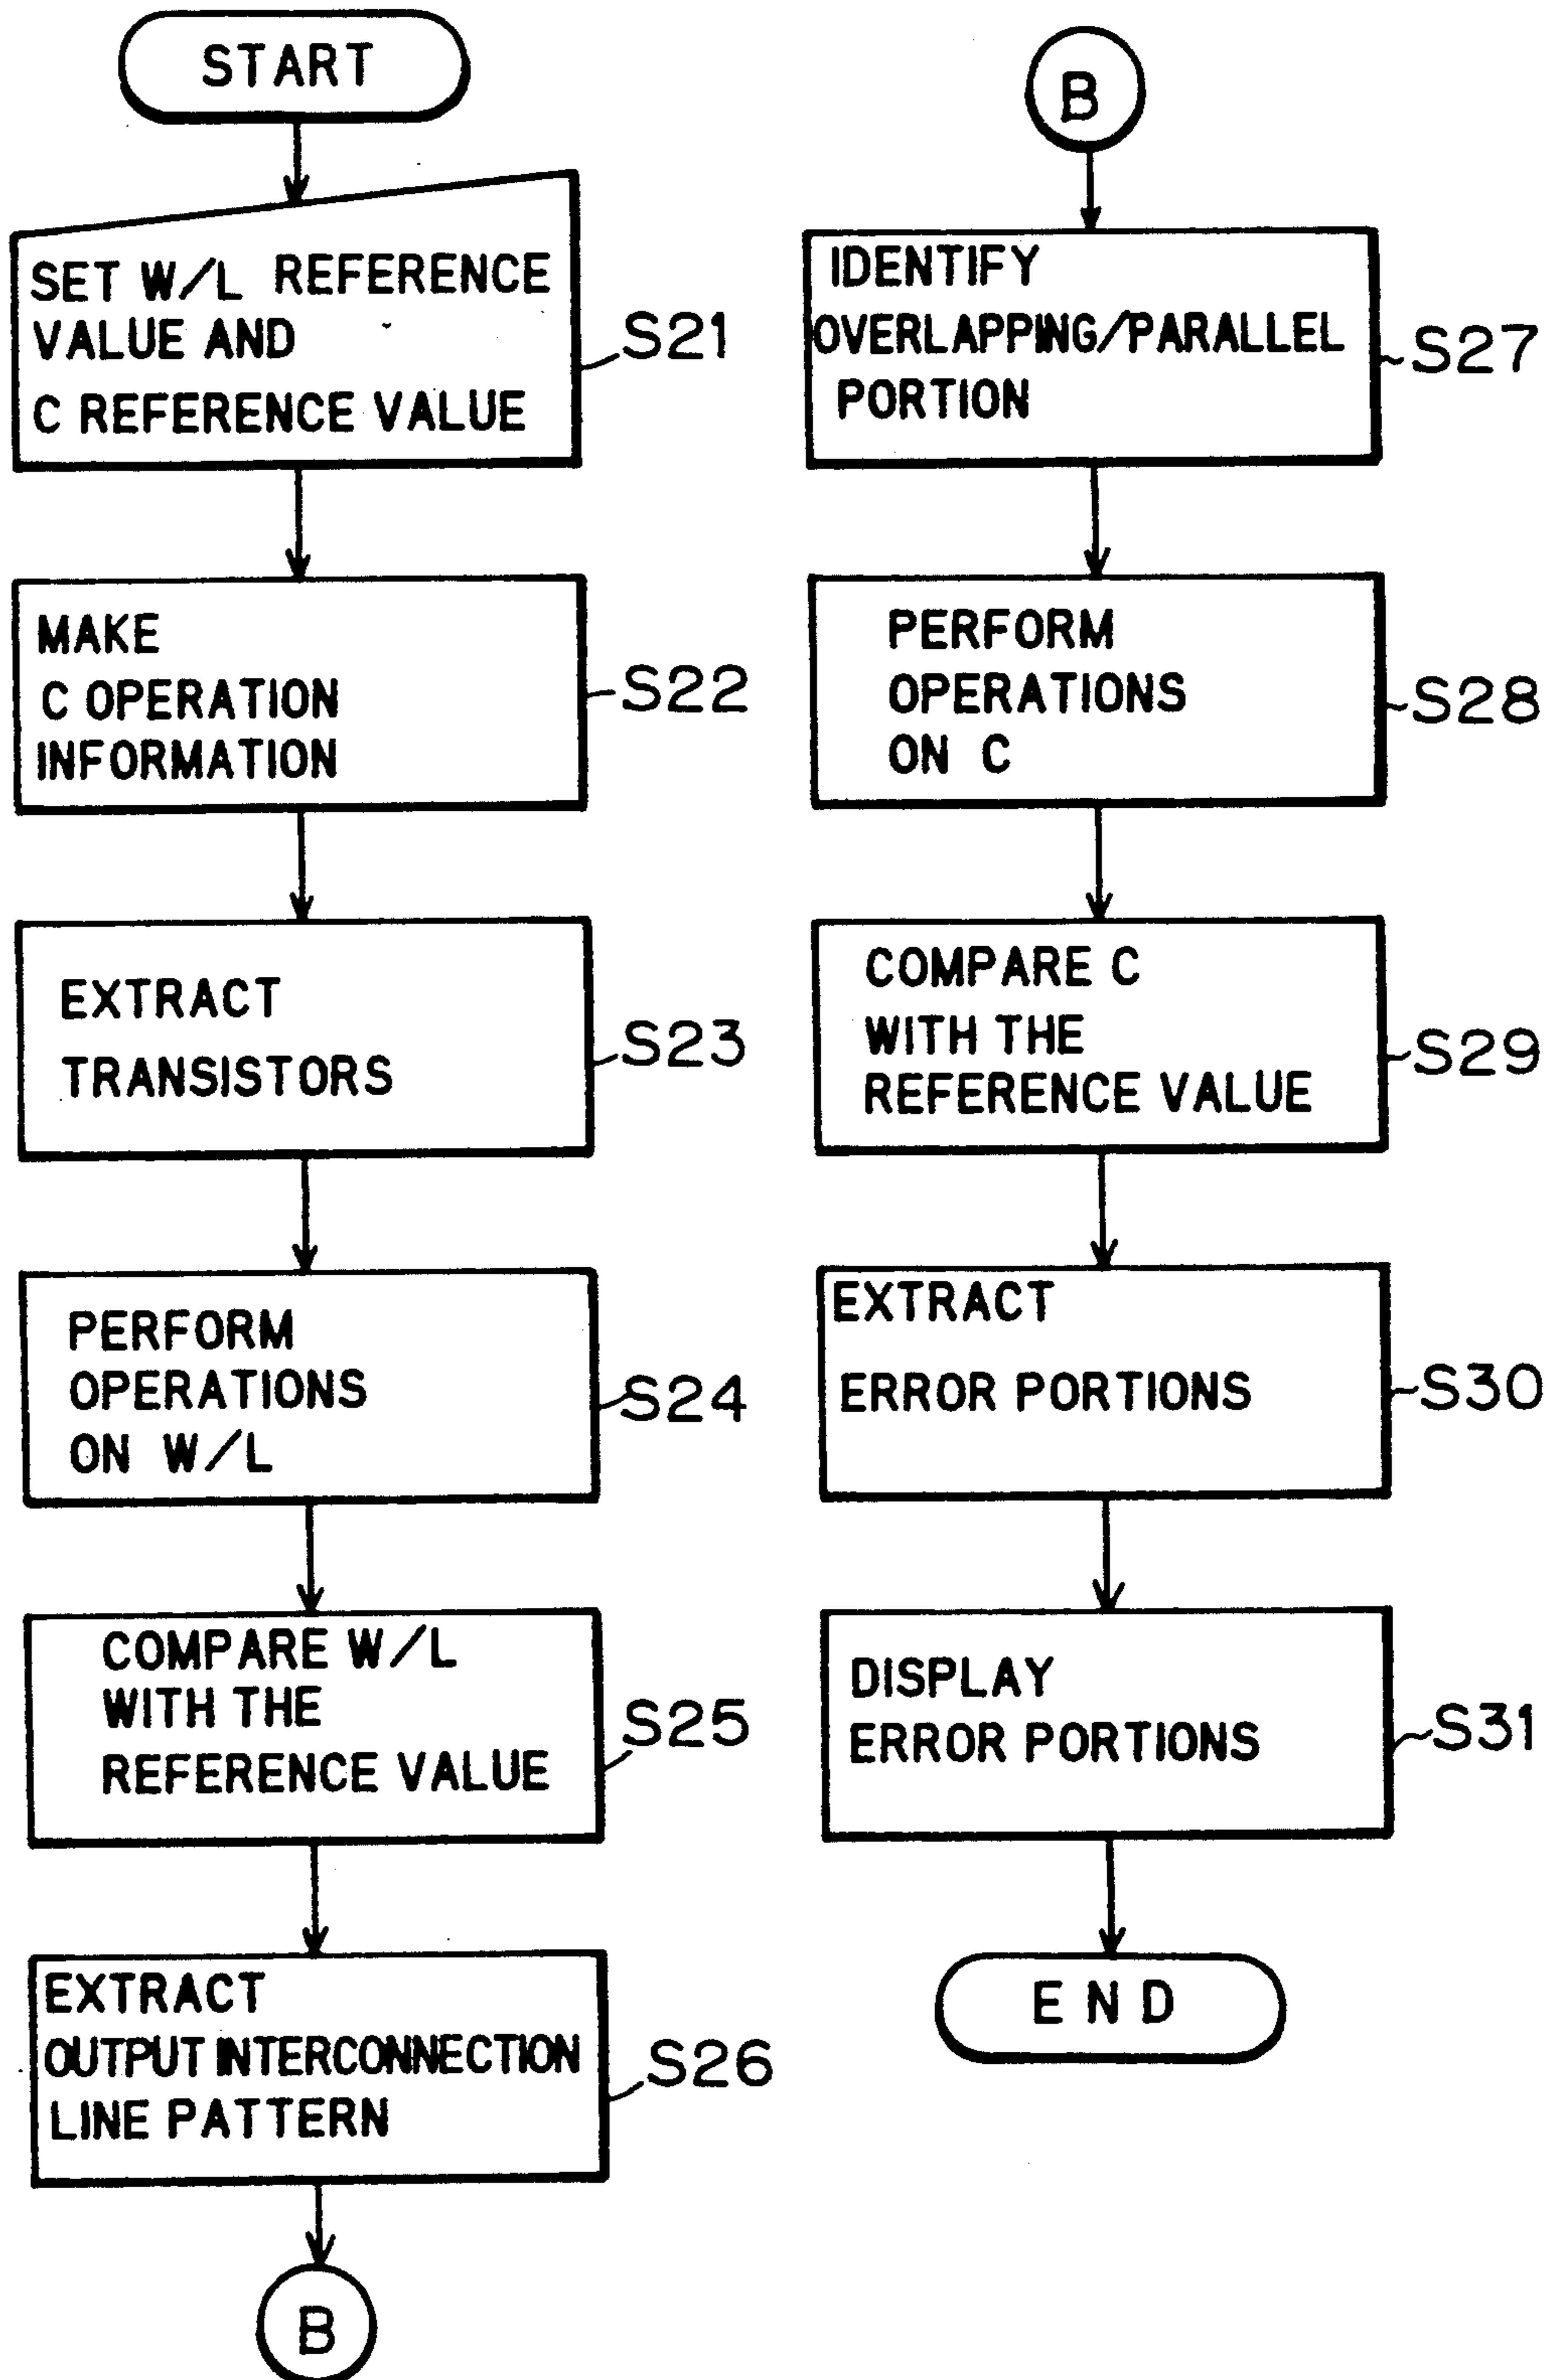 START
SET W/L REFERENCE
VALUE AND
C REFERENCE VALUE
S21
MAKE
C OPERATION
INFORMATION
S22
EXTRACT
TRANSISTORS
S23
PERFORM
OPERATIONS
ON W/L
S24
COMPARE W/L
WITH THE
REFERENCE VALUE
S25
EXTRACT
OUTPUT INTERCONNECTION
LINE PATTERN
S26
B
B
IDENTIFY
OVERLAPPING/PARALLEL
PORTION
S27
PERFORM
OPERATIONS
ON C
S28
COMPARE C
WITH THE
REFERENCE VALUE
S29
EXTRACT
ERROR PORTIONS
S30
DISPLAY
ERROR PORTIONS
S31
END